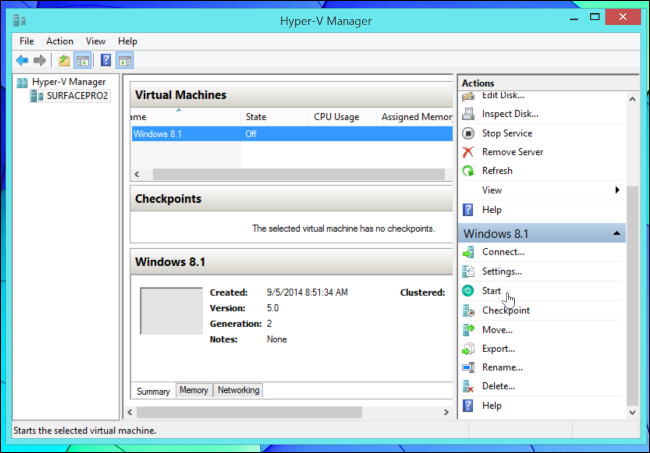 Hyper-V Manager
File Action View Help
Hyper-V Manager
SURFACEPRO2
Virtual Machines
ame State CPU Usage Assigned Memor
Windows 8.1 Off
Checkpoints
The selected virtual machine has no checkpoints.
Windows 8.1
Created: 9/5/2014 8:51:34 AM Clustered:
Version: 5.0
Generation: 2
Notes: None
Summary Memory Networking
Actions
Edit Disk...
Inspect Disk...
Stop Service
Remove Server
Refresh
View
Help
Windows 8.1
Connect...
Settings...
Start
Checkpoint
Move...
Export...
Rename...
Delete...
Help
Starts the selected virtual machine.